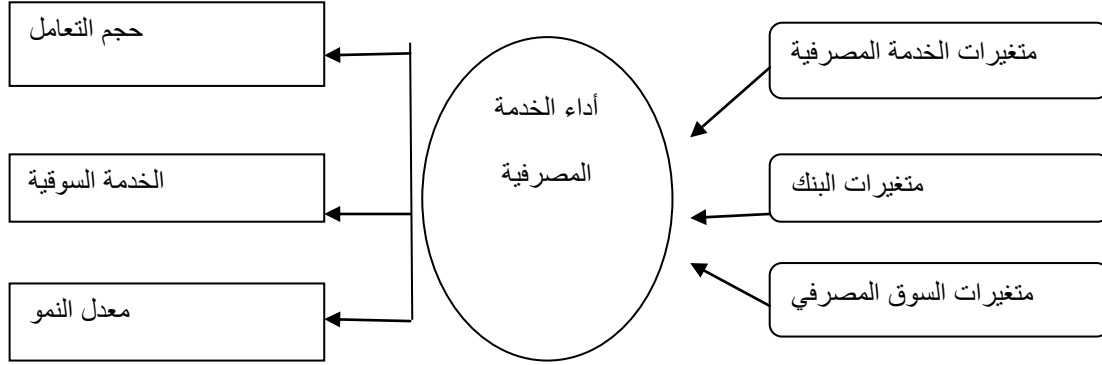 متغيرات الخدمة المصرفية
متغيرات البنك
متغيرات السوق المصرفي
أداء الخدمة
المصرفية
حجم التعامل
الخدمة السوقية
معدل النمو